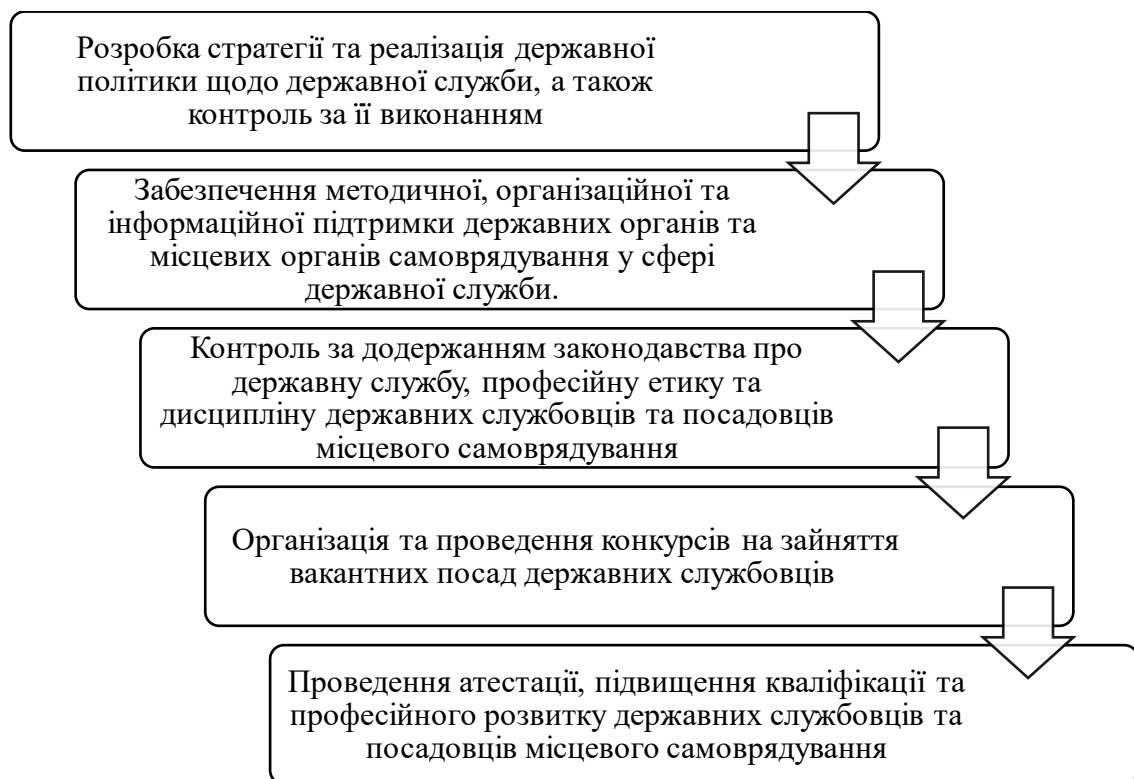 Розробка стратегії та реалізація державної
політики щодо державної служби, а також
контроль за її виконанням
Забезпечення методичної, організаційної та
інформаційної підтримки державних органів та
місцевих органів самоврядування у сфері
державної служби.
Контроль за додержанням законодавства про
державну службу, професійну етику та
дисципліну державних службовців та посадовців
місцевого самоврядування
Організація та проведення конкурсів на зайняття
вакантних посад державних службовців
Проведення атестації, підвищення кваліфікації та
професійного розвитку державних службовців та
посадовців місцевого самоврядування